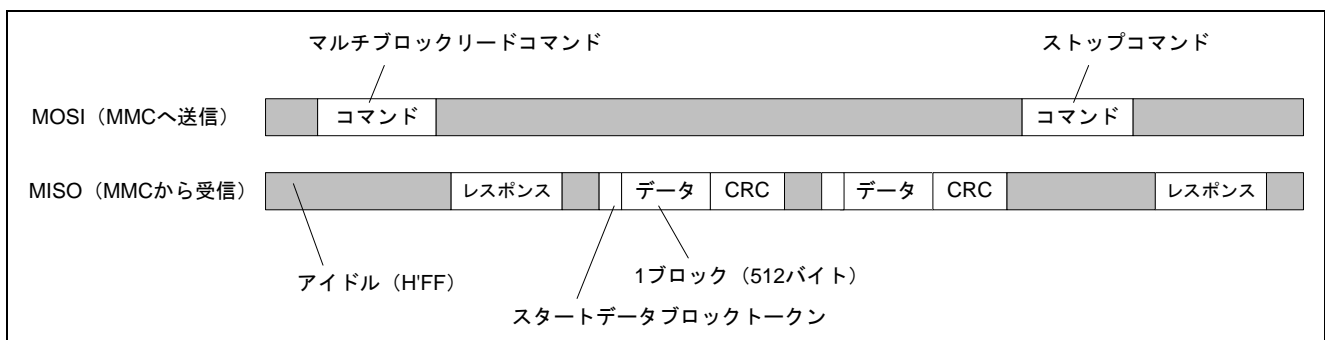 マルチブロックリードコマンド ストップコマンド
MOSI（MMCへ送信） コマンド コマンド
MISO（MMCから受信） レスポンス データ CRC データ CRC レスポンス
アイドル（H'FF） 1ブロック（512バイト）
スタートデータブロックトークン